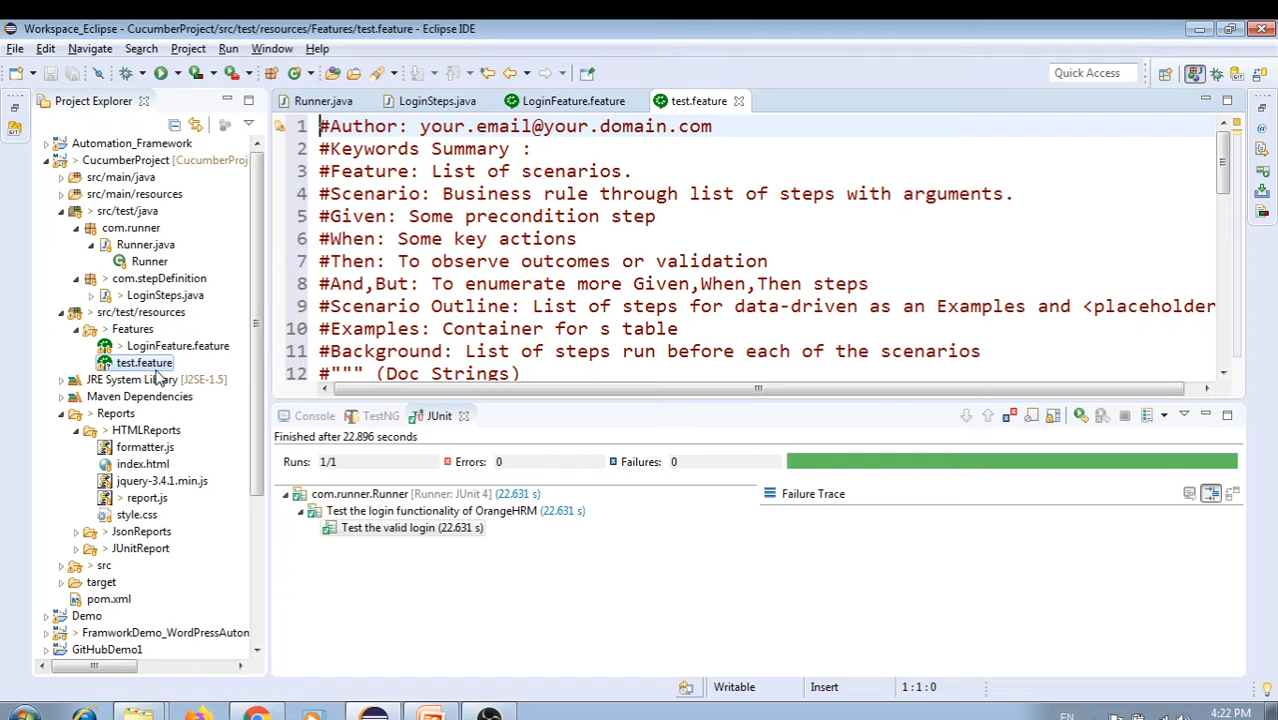 Workspace_Eclipse - CucumberProject/src/test/resources/Features/test.feature - Eclipse IDE
File Edit Navigate Search Project Run Window Help
Quick Access
Project Explorer
Runner.java LoginSteps.java LoginFeature.feature test.feature
Automation_Framework
> CucumberProject [CucumberProj
src/main/java
src/main/resources
> src/test/java
com.runner
Runner.java
Runner
> com.stepDefinition
> LoginSteps.java
> src/test/resources
> Features
> LoginFeature.feature
test.feature
JRE System Library [J2SE-1.5]
Maven Dependencies
> Reports
> HTMLReports
formatter.js
index.html
jquery-3.4.1.min.js
> report.js
style.css
> JsonReports
> JUnitReport
> src
target
pom.xml
Demo
> FramworkDemo_WordPressAuton
GitHubDemo1
1 #Author: your.email@your.domain.com
2 #Keywords Summary :
3 #Feature: List of scenarios.
4 #Scenario: Business rule through list of steps with arguments.
5 #Given: Some precondition step
6 #When: Some key actions
7 #Then: To observe outcomes or validation
8 #And,But: To enumerate more Given,When,Then steps
9 #Scenario Outline: List of steps for data-driven as an Examples and <placeholder
10 #Examples: Container for s table
11 #Background: List of steps run before each of the scenarios
12 #""" (Doc Strings)
Console TestNG JUnit
Finished after 22.896 seconds
Runs: 1/1 Errors: 0 Failures: 0
com.runner.Runner [Runner: JUnit 4] (22.631 s)
Test the login functionality of OrangeHRM (22.631 s)
Test the valid login (22.631 s)
Failure Trace
Writable Insert 1 : 1 : 0
EN 4:22 PM